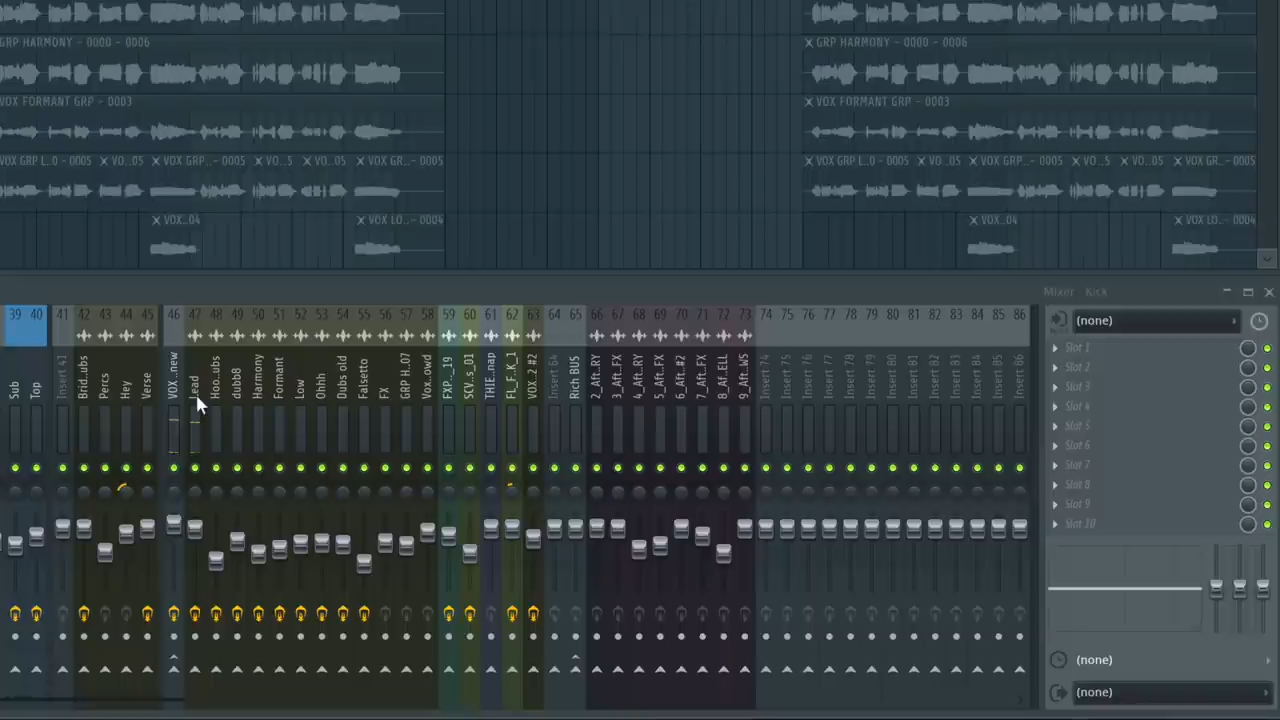 GRP HARMONY - 0000 - 0006 GRP HARMONY - 0000 - 0006
VOX FORMANT GRP - 0003 VOX FORMANT GRP - 0003
VOX GRP L..0 - 0005 VO..05 VOX GRP..- 0005 VO..5 VO..05 VOX GR..- 0005 VOX GRP L..0 - 0005 VO..05 VOX GRP..- 0005 VO..5 VO..05 VOX GR..- 0005
VOX..04 VOX LO..- 0004 VOX..04 VOX LO..- 0004
Mixer - Kick
39 40 41 42 43 44 45 46 47 48 49 50 51 52 53 54 55 56 57 58 59 60 61 62 63 64 65 66 67 68 69 70 71 72 73 74 75 76 77 78 79 80 81 82 83 84 85 86
Sub
Top
Insert 41
Brid..ubs
Percs
Hey
Verse
VOX..new
Lead
Hoo..ubs
dubb8
Harmony
Formant
Low
Ohhh
Dubs old
Falsetto
FX
GRP H..07
Vox..owd
FXP.._19
SCV..s_01
THIE..nap
FL_F..K_1
VOX..2 #2
Insert 64
Rich BUS
2_Aft..RY
3_Aft..FX
4_Aft..RY
5_Aft..FX
6_Aft..#2
7_Aft..FX
8_Af..ELL
9_Aft..WS
Insert 74
Insert 75
Insert 76
Insert 77
Insert 78
Insert 79
Insert 80
Insert 81
Insert 82
Insert 83
Insert 84
Insert 85
Insert 86
(none)
Slot 1
Slot 2
Slot 3
Slot 4
Slot 5
Slot 6
Slot 7
Slot 8
Slot 9
Slot 10
(none)
(none)